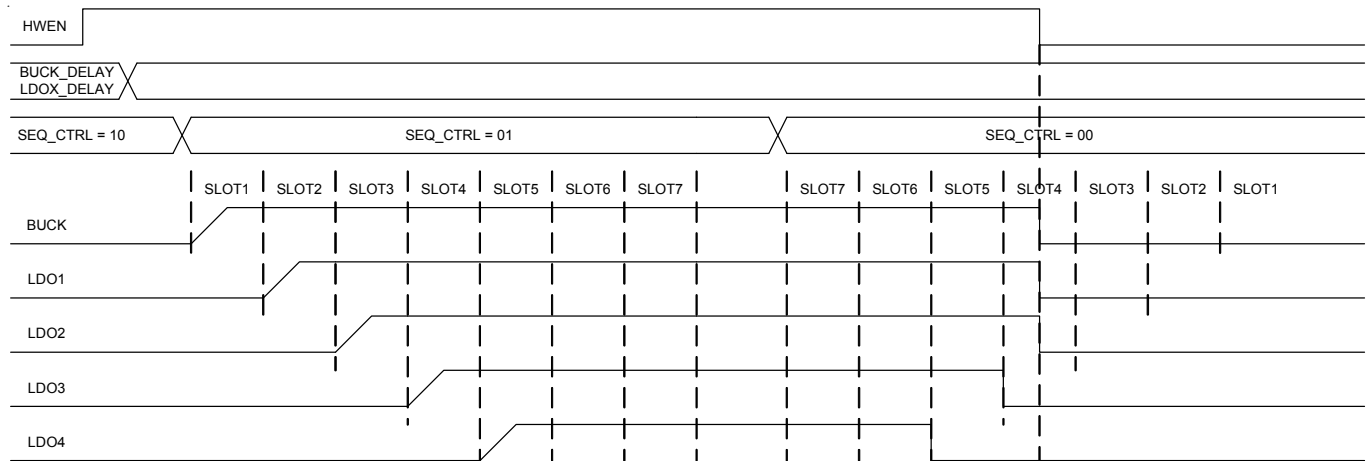 HWEN
BUCK_DELAY
LDOX_DELAY
SEQ_CTRL = 10 SEQ_CTRL = 01 SEQ_CTRL = 00
SLOT1 SLOT2 SLOT3 SLOT4 SLOT5 SLOT6 SLOT7 SLOT7 SLOT6 SLOT5 SLOT4 SLOT3 SLOT2 SLOT1
BUCK
LDO1
LDO2
LDO3
LDO4